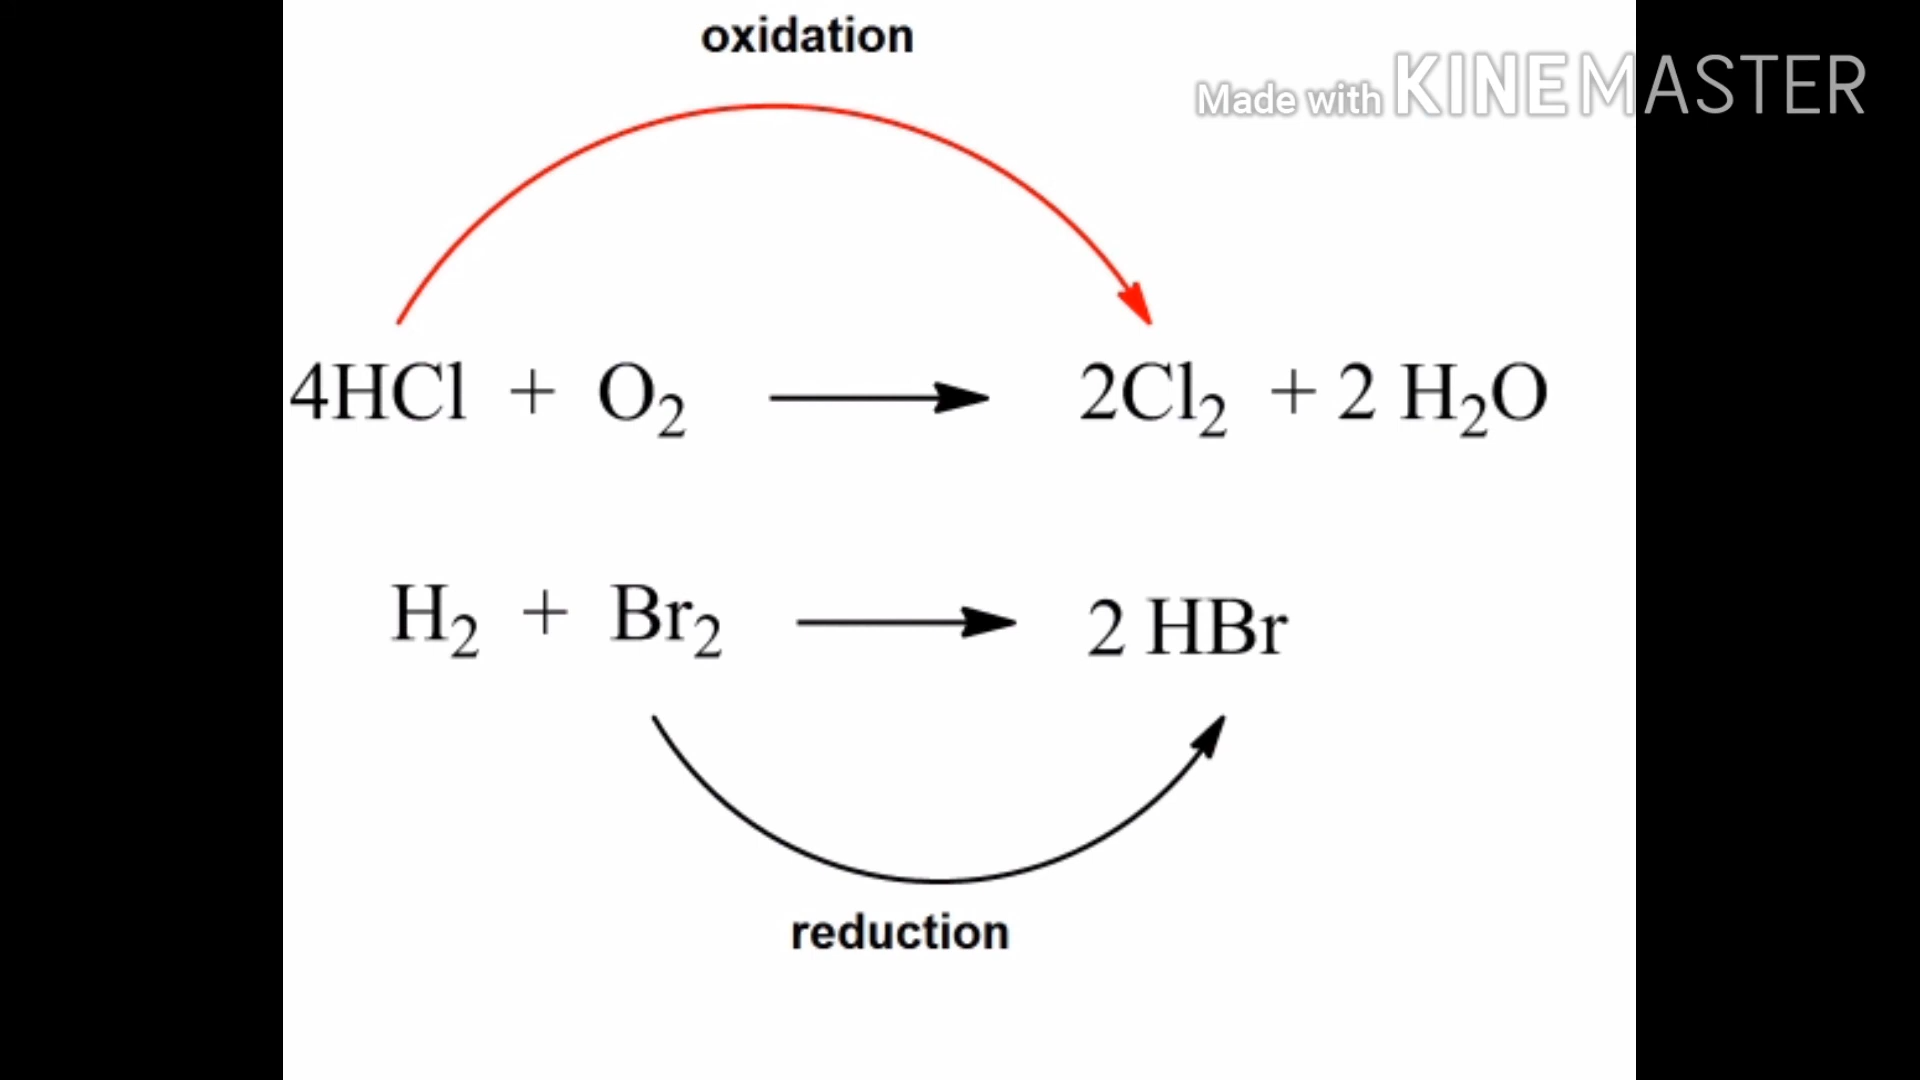 oxidation
Made with KINEMASTER
4HCl + O₂ ⟶ 2Cl₂ + 2 H₂O
H₂ + Br₂ ⟶ 2 HBr
reduction